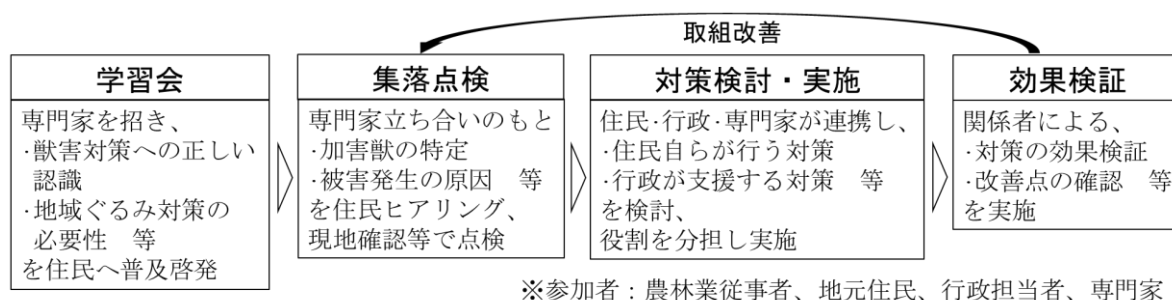 取組改善
学習会
専門家を招き、
・獣害対策への正しい
認識
・地域ぐるみ対策の
必要性　等
を住民へ普及啓発
集落点検
専門家立ち合いのもと
・加害獣の特定
・被害発生の原因　等
を住民ヒアリング、
現地確認等で点検
対策検討・実施
住民・行政・専門家が連携し、
・住民自らが行う対策
・行政が支援する対策　等
を検討、
役割を分担し実施
効果検証
関係者による、
・対策の効果検証
・改善点の確認　等
を実施
※参加者：農林業従事者、地元住民、行政担当者、専門家